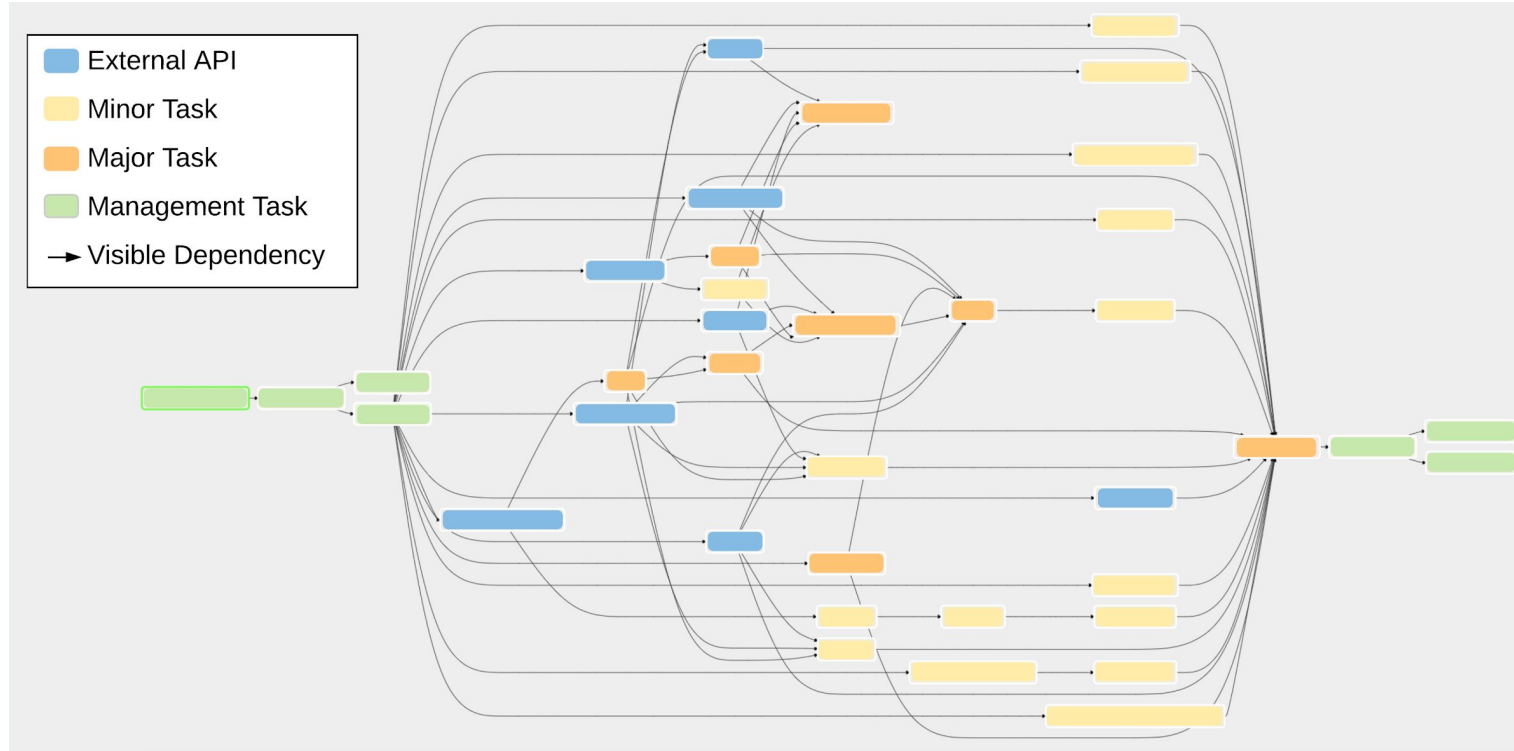 External API
Minor Task
Major Task
Management Task
Visible Dependency